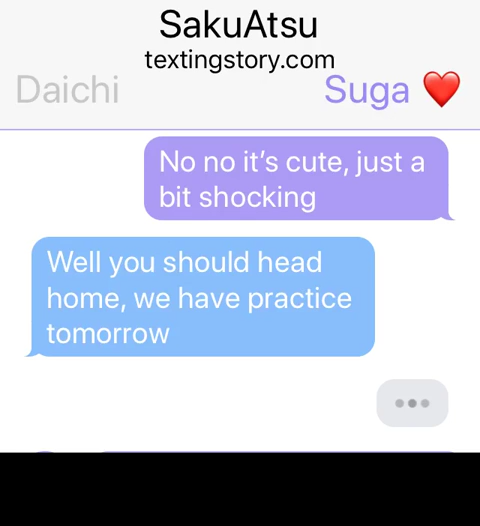 SakuAtsu
textingstory.com
Daichi
Suga ❤️
No no it’s cute, just a
bit shocking
Well you should head
home, we have practice
tomorrow